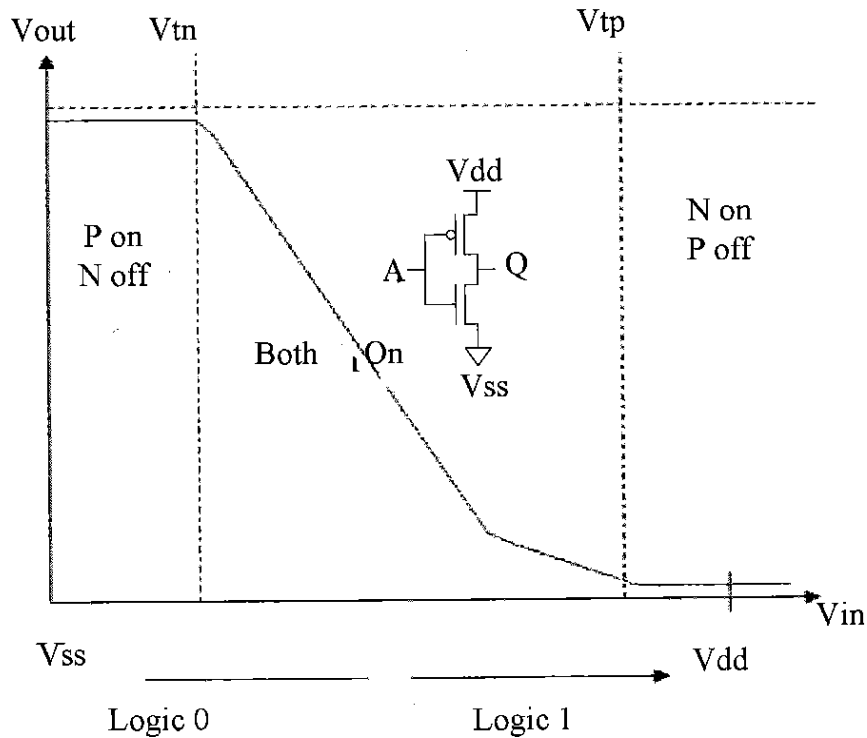 Vout
Vtn
Vtp
Vdd
P on
N off
A
Q
N on
P off
Both On
Vss
Vin
Vss
Vdd
Logic 0
Logic 1